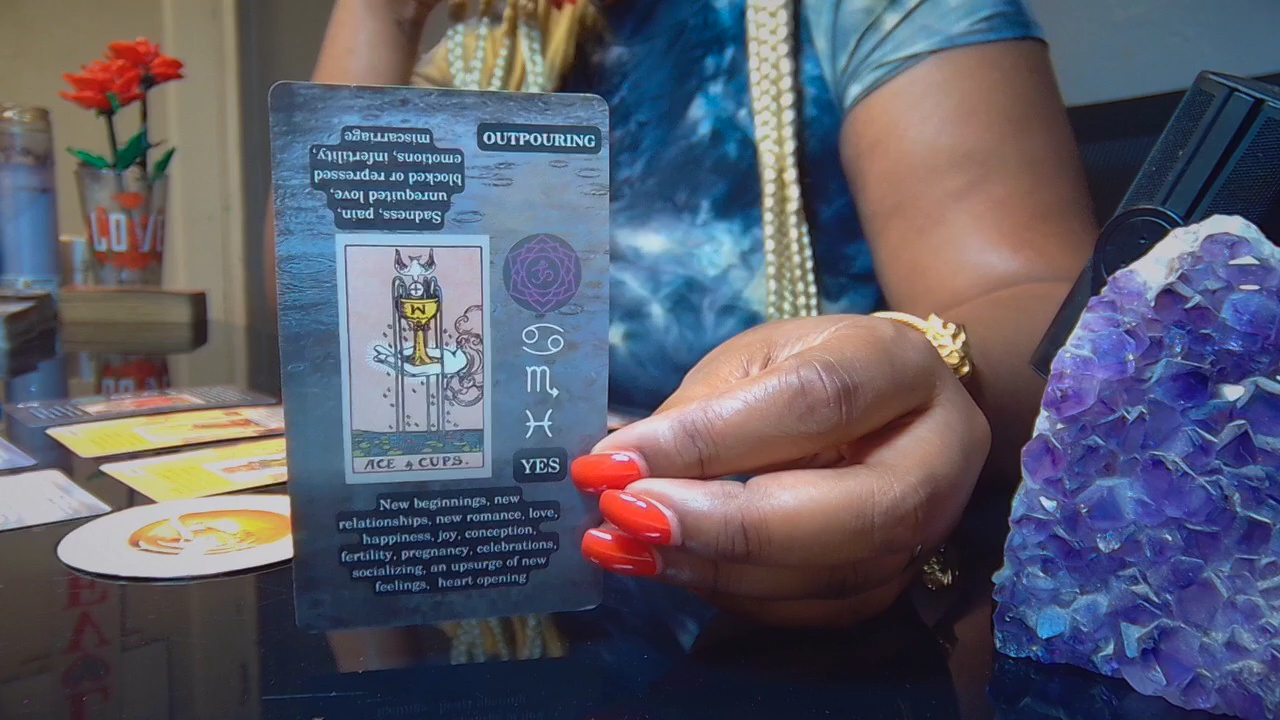 OUTPOURING
Sadness, pain,
unrequited love,
blocked or repressed
emotions, infertility,
miscarriage
W
ACE of CUPS.
YES
New beginnings, new
relationships, new romance, love,
happiness, joy, conception,
fertility, pregnancy, celebrations,
socializing, an upsurge of new
feelings, heart opening
LOVE